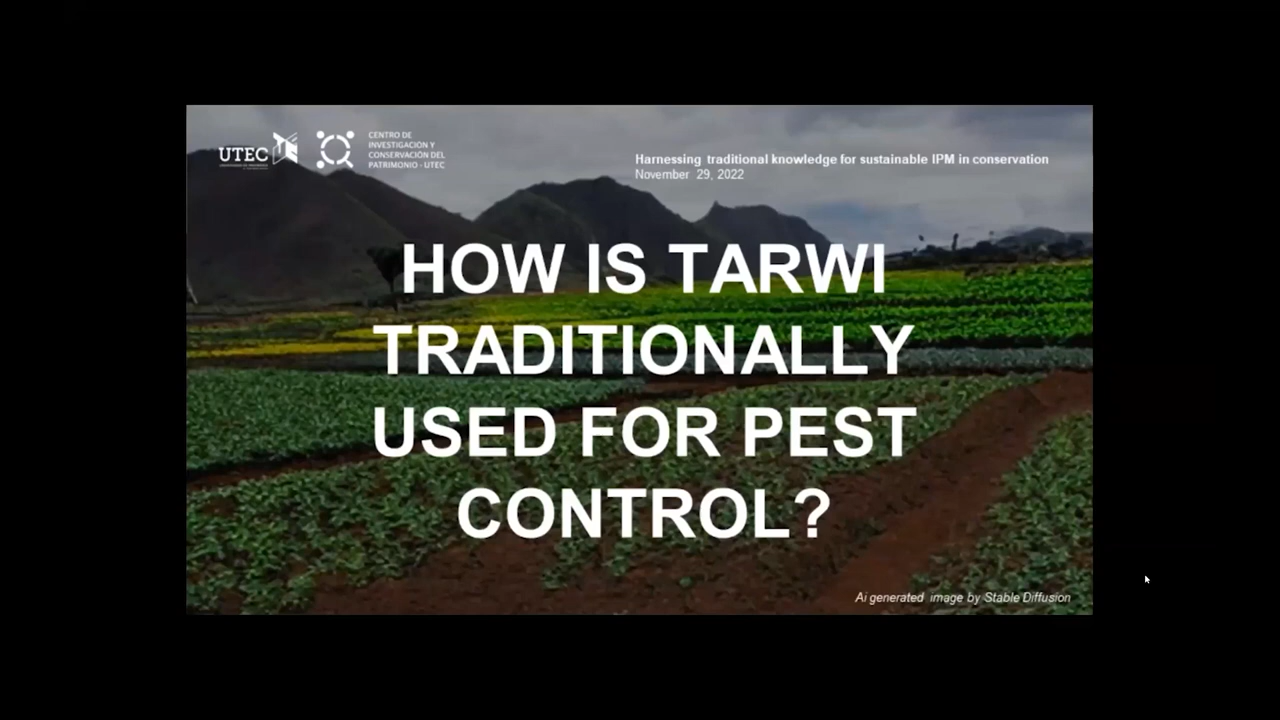 UTEC
CENTRO DE
INVESTIGACIÓN Y
CONSERVACIÓN DEL
PATRIMONIO - UTEC
Harnessing traditional knowledge for sustainable IPM in conservation
November 29, 2022
HOW IS TARWI
TRADITIONALLY
USED FOR PEST
CONTROL?
Ai generated image by Stable Diffusion